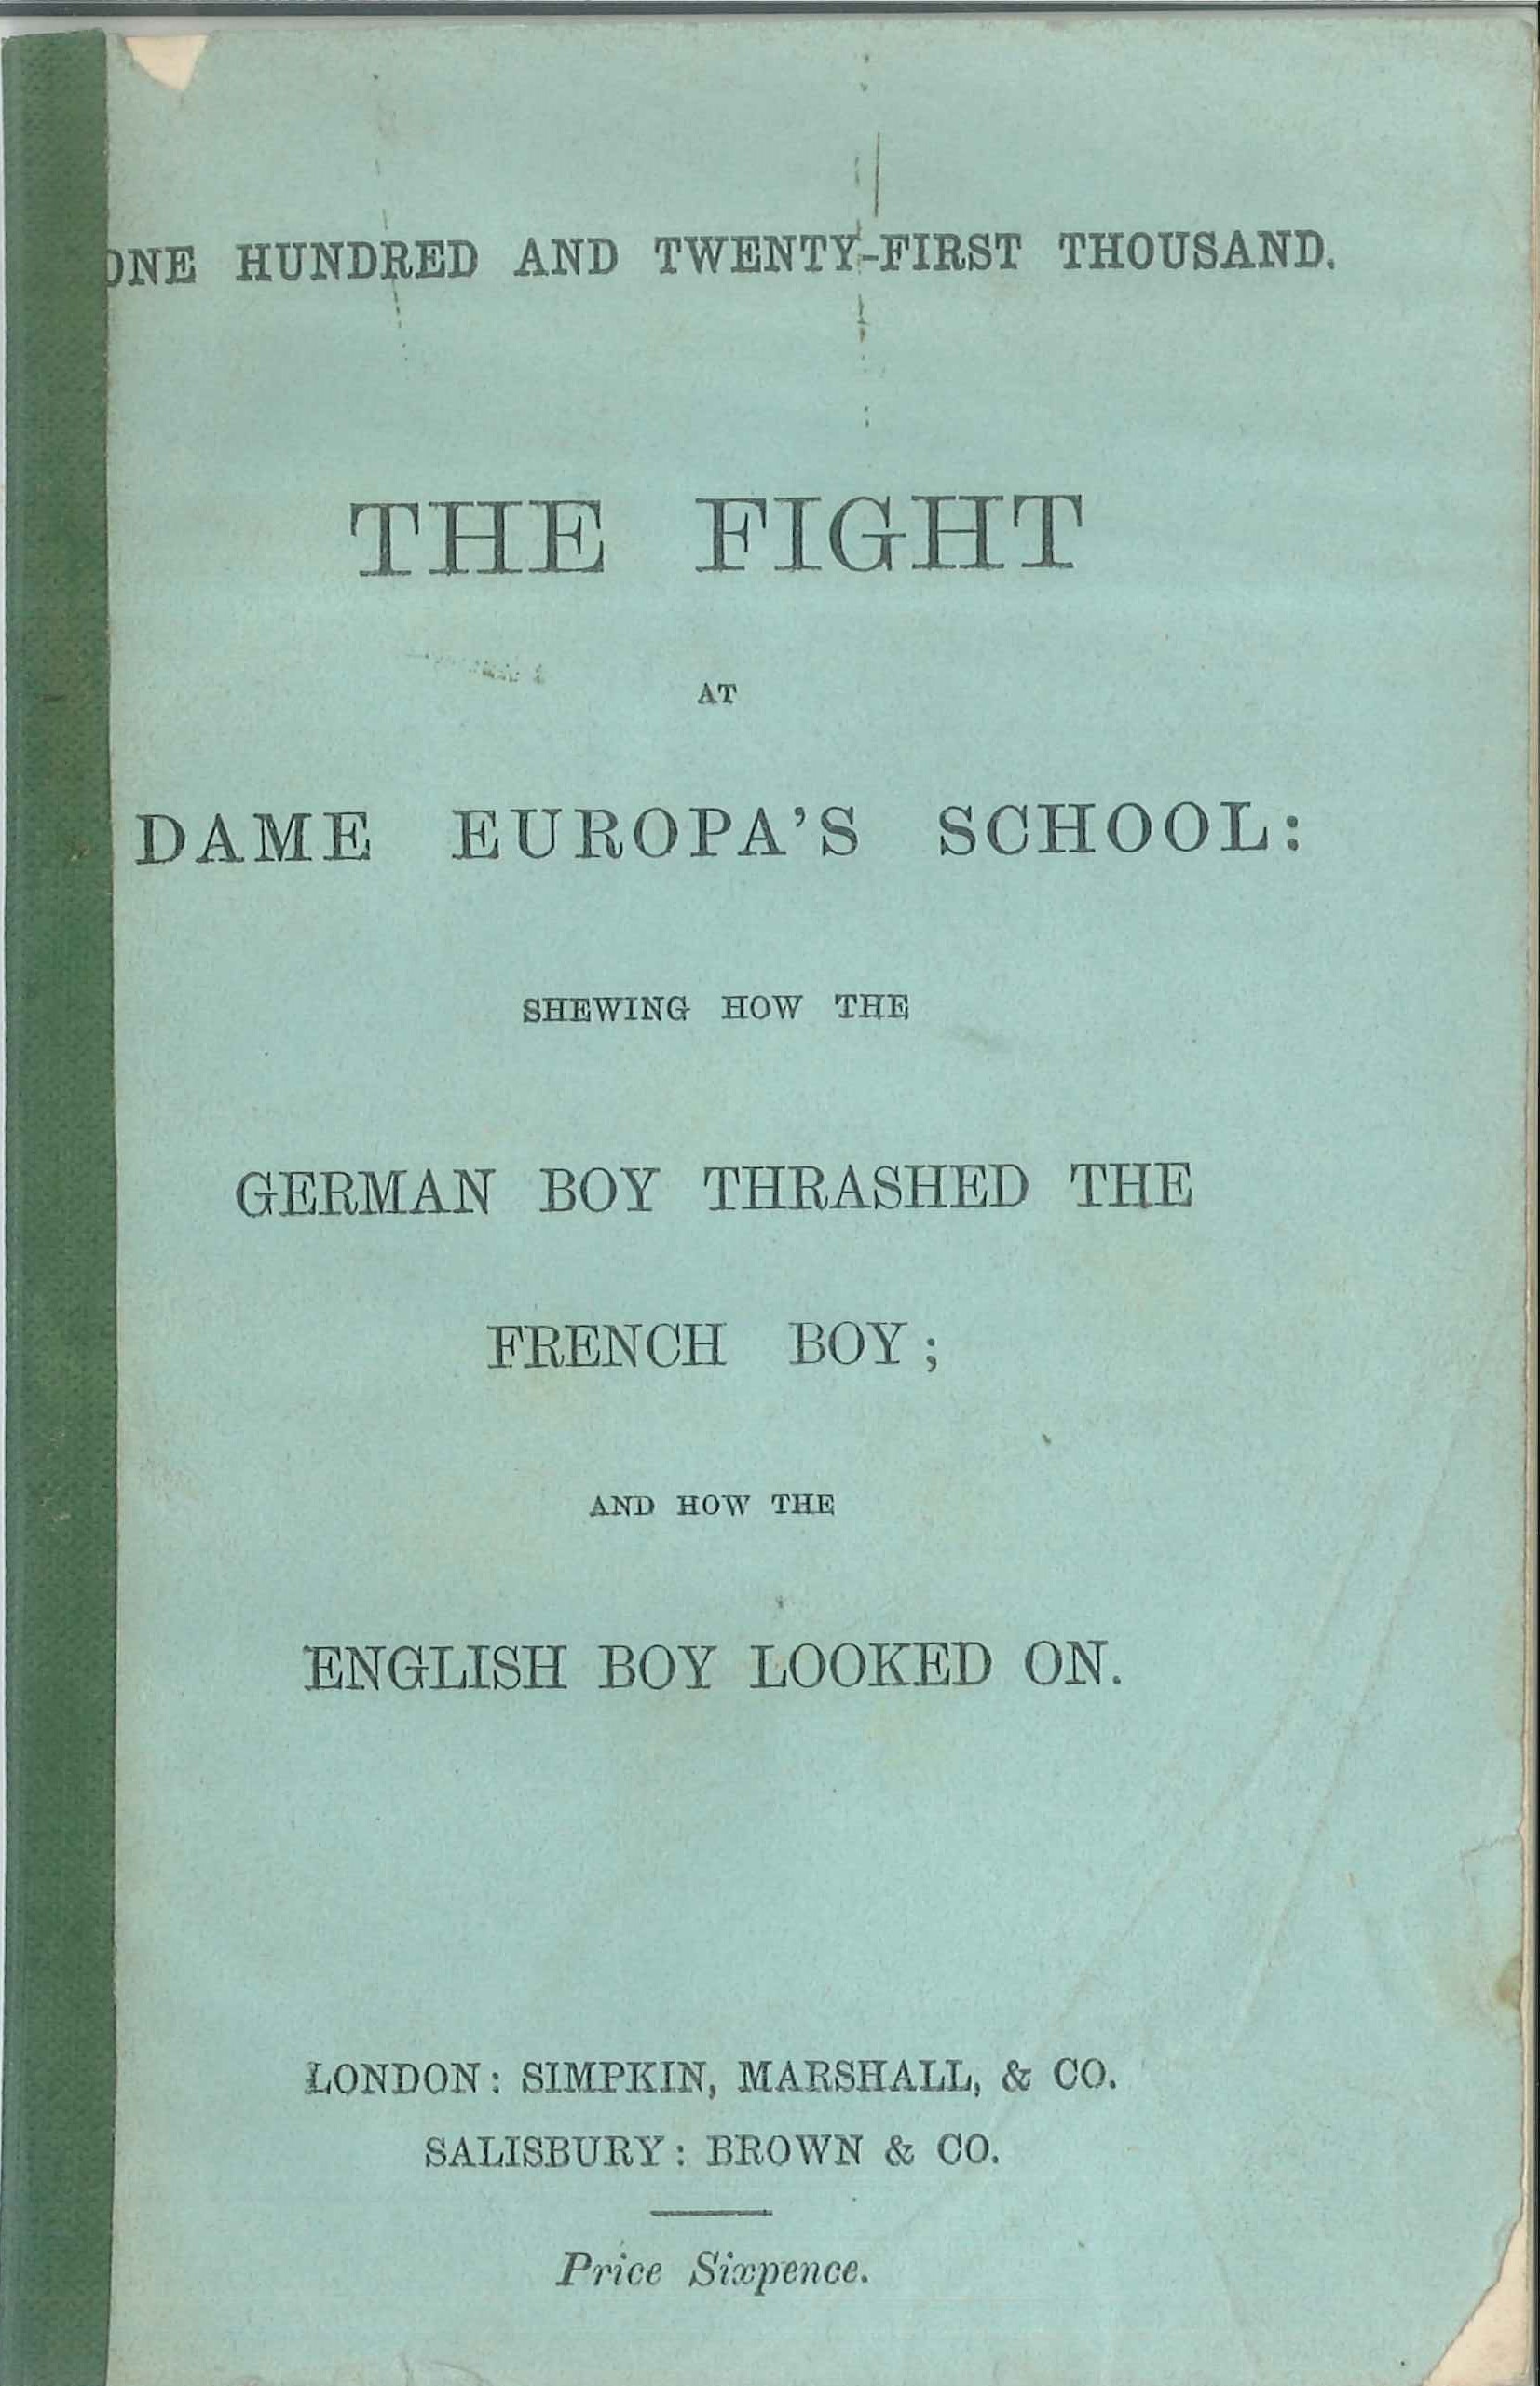 ONE HUNDRED AND TWENTY-FIRST THOUSAND.
THE FIGHT
AT
DAME EUROPA'S SCHOOL:
SHEWING HOW THE
GERMAN BOY THRASHED THE
FRENCH BOY;
AND HOW THE
ENGLISH BOY LOOKED ON.
LONDON: SIMPKIN, MARSHALL, & CO.
SALISBURY: BROWN & CO.
Price Sixpence.